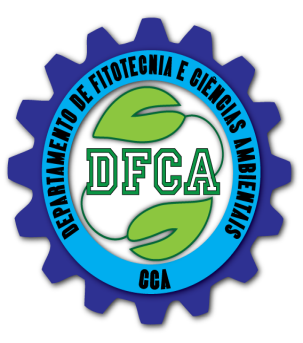 DEPARTAMENTO DE FITOTECNIA E CIÊNCIAS AMBIENTAIS
DFCA
CCA